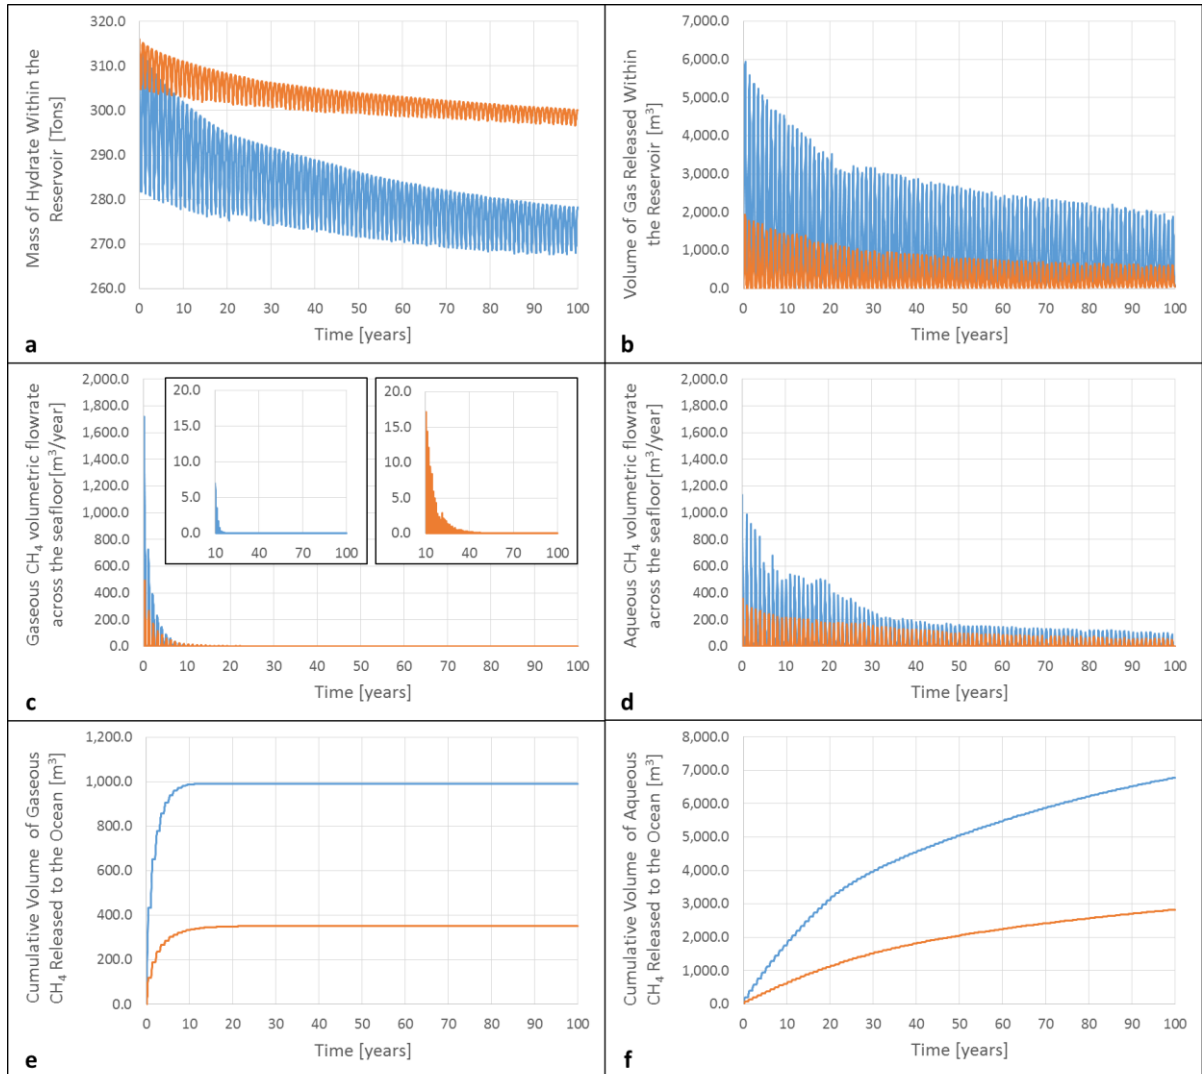 Mass of Hydrate Within the
Reservoir [Tons]
320.0
310.0
300.0
290.0
280.0
270.0
260.0
0 10 20 30 40 50 60 70 80 90 100
Time [years]
a
Volume of Gas Released Within
the Reservoir [m³]
7,000.0
6,000.0
5,000.0
4,000.0
3,000.0
2,000.0
1,000.0
0.0
0 10 20 30 40 50 60 70 80 90 100
Time [years]
b
Gaseous CH₄ volumetric flowrate
across the seafloor[m³/year]
2,000.0
1,800.0
1,600.0
1,400.0
1,200.0
1,000.0
800.0
600.0
400.0
200.0
0.0
0 10 20 30 40 50 60 70 80 90 100
Time [years]
20.0
15.0
10.0
5.0
0.0
10 40 70 100
20.0
15.0
10.0
5.0
0.0
10 40 70 100
c
Aqueous CH₄ volumetric flowrate
across the seafloor[m³/year]
2,000.0
1,800.0
1,600.0
1,400.0
1,200.0
1,000.0
800.0
600.0
400.0
200.0
0.0
0 10 20 30 40 50 60 70 80 90 100
Time [years]
d
Cumulative Volume of Gaseous
CH₄ Released to the Ocean [m³]
1,200.0
1,000.0
800.0
600.0
400.0
200.0
0.0
0 10 20 30 40 50 60 70 80 90 100
Time [years]
e
Cumulative Volume of Aqueous
CH₄ Released to the Ocean [m³]
8,000.0
7,000.0
6,000.0
5,000.0
4,000.0
3,000.0
2,000.0
1,000.0
0.0
0 10 20 30 40 50 60 70 80 90 100
Time [years]
f